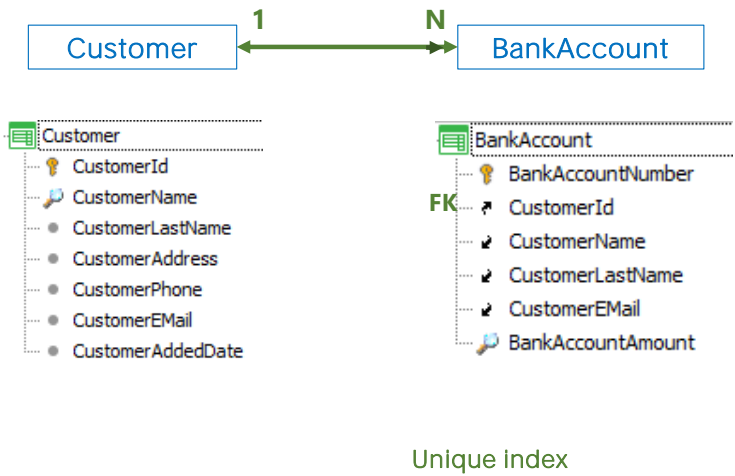 1 N
Customer BankAccount
Customer
CustomerId
CustomerName
CustomerLastName
CustomerAddress
CustomerPhone
CustomerEMail
CustomerAddedDate
BankAccount
BankAccountNumber
FK CustomerId
CustomerName
CustomerLastName
CustomerEMail
BankAccountAmount
Unique index